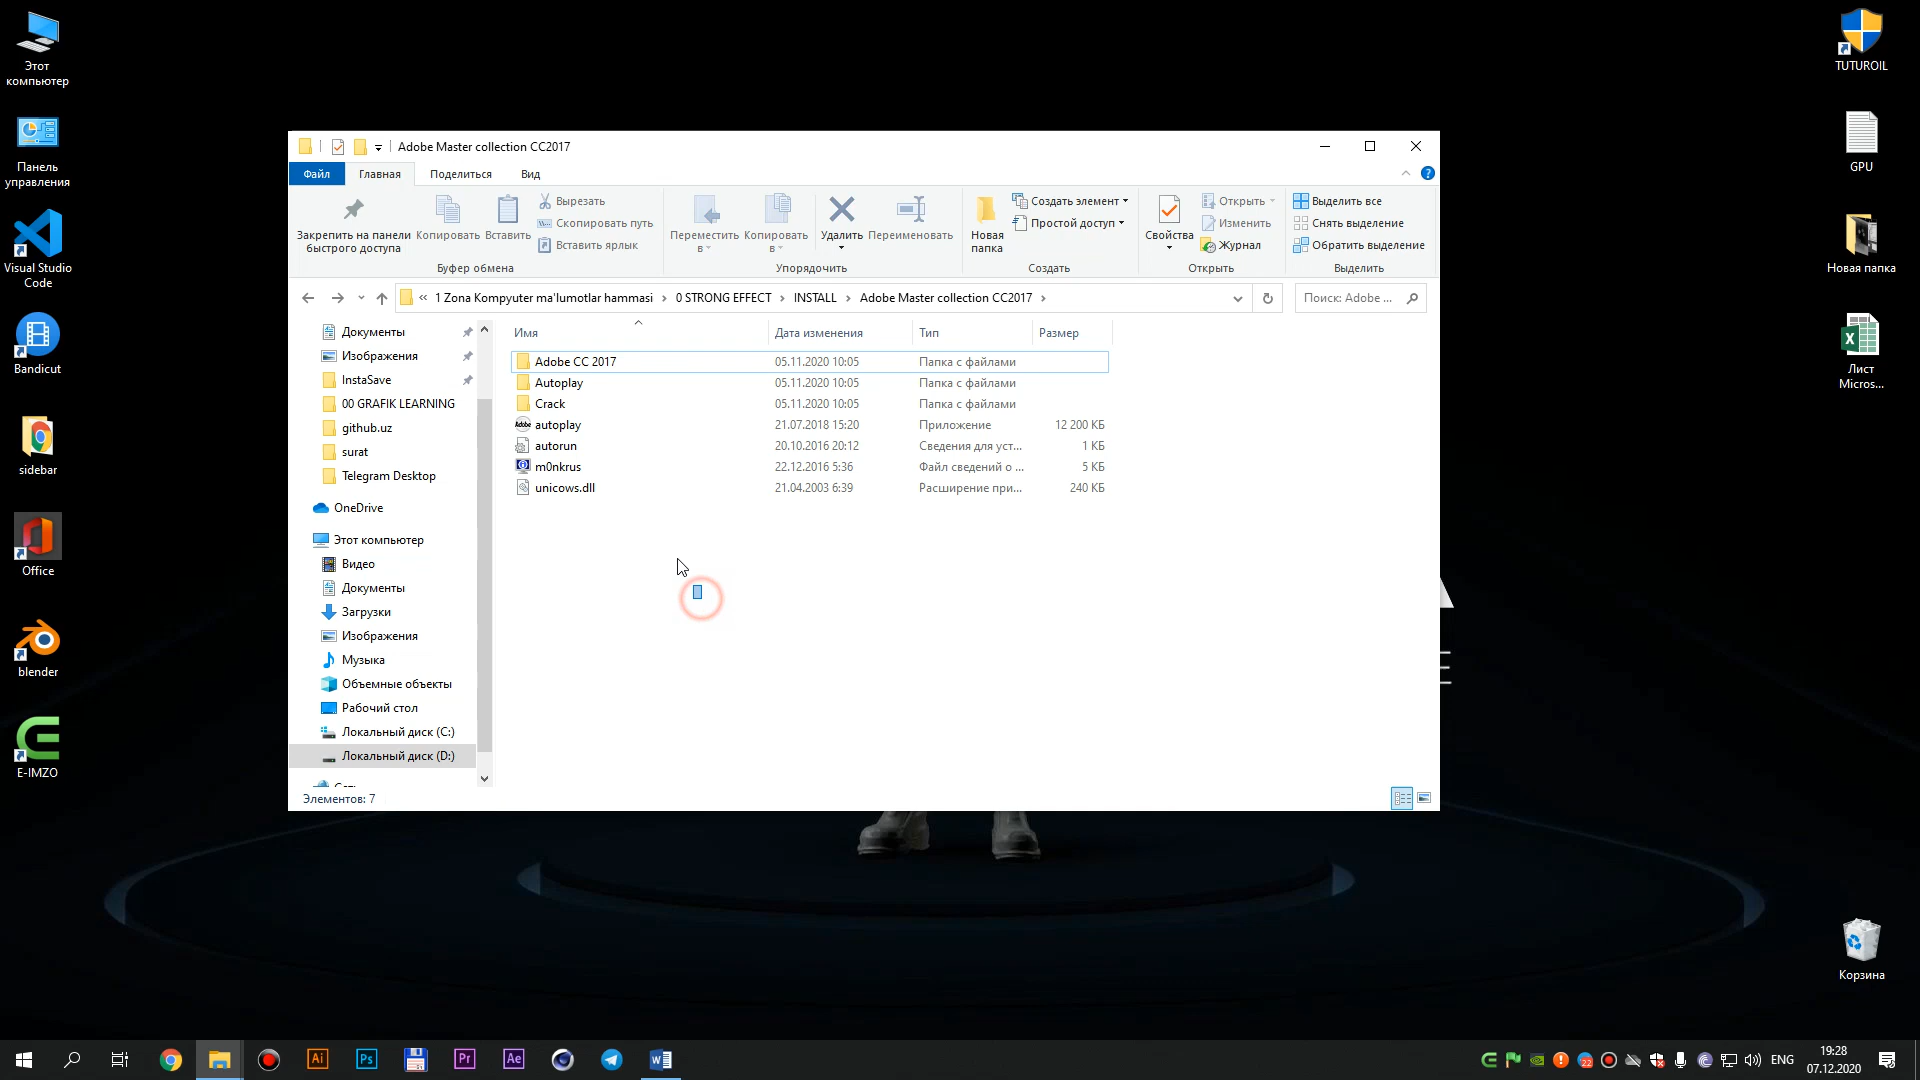 Этот
компьютер
Панель
управления
Visual Studio
Code
Bandicut
sidebar
Office
blender
E-IMZO
TUTUROIL
GPU
Новая папка
Лист
Micros...
Корзина
Adobe Master collection CC2017
Файл Главная Поделиться Вид
Закрепить на панели
быстрого доступа
Копировать
Вставить
Вырезать
Скопировать путь
Вставить ярлык
Буфер обмена
Переместить
в
Копировать
в
Удалить
Переименовать
Упорядочить
Новая
папка
Создать элемент
Простой доступ
Создать
Свойства
Открыть
Изменить
Журнал
Открыть
Выделить все
Снять выделение
Обратить выделение
Выделить
« 1 Zona Kompyuter ma'lumotlar hammasi › 0 STRONG EFFECT › INSTALL › Adobe Master collection CC2017 ›
Поиск: Adobe ...
Документы
Изображения
InstaSave
00 GRAFIK LEARNING
github.uz
surat
Telegram Desktop
OneDrive
Этот компьютер
Видео
Документы
Загрузки
Изображения
Музыка
Объемные объекты
Рабочий стол
Локальный диск (C:)
Локальный диск (D:)
Имя Дата изменения Тип Размер
Adobe CC 2017 05.11.2020 10:05 Папка с файлами
Autoplay 05.11.2020 10:05 Папка с файлами
Crack 05.11.2020 10:05 Папка с файлами
autoplay 21.07.2018 15:20 Приложение 12 200 КБ
autorun 20.10.2016 20:12 Сведения для уст... 1 КБ
m0nkrus 22.12.2016 5:36 Файл сведений о ... 5 КБ
unicows.dll 21.04.2003 6:39 Расширение при... 240 КБ
Элементов: 7
Ai
Ps
Pr
Ae
22
ENG
19:28
07.12.2020